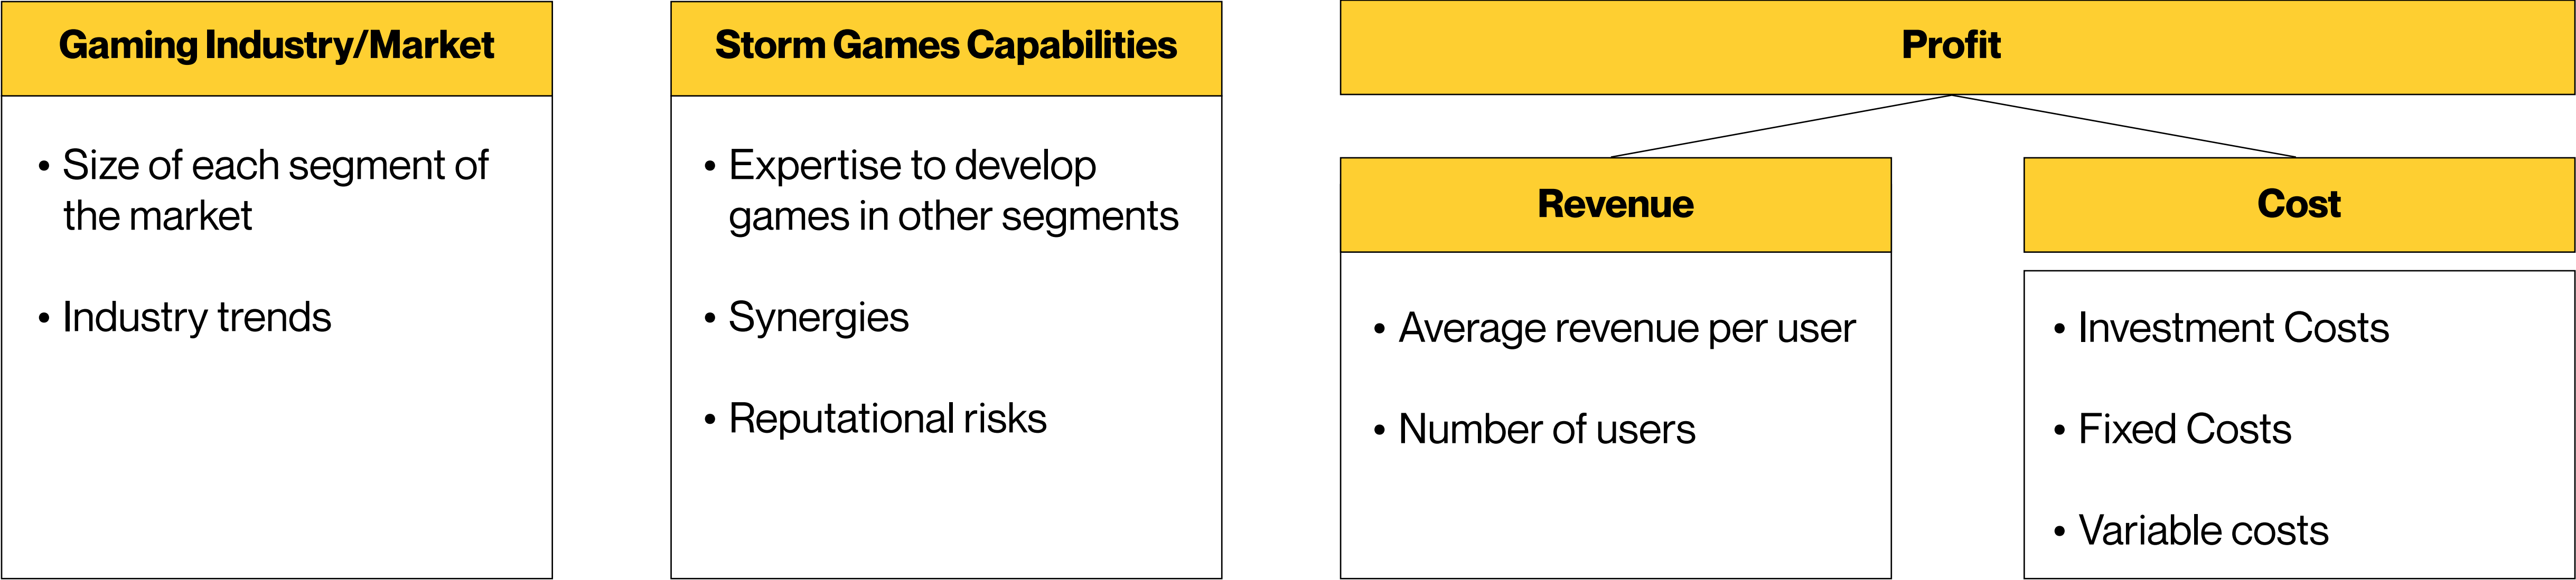 Gaming Industry/Market
• Size of each segment of
the market
• Industry trends
Storm Games Capabilities
• Expertise to develop
games in other segments
• Synergies
• Reputational risks
Profit
Revenue
• Average revenue per user
• Number of users
Cost
• Investment Costs
• Fixed Costs
• Variable costs